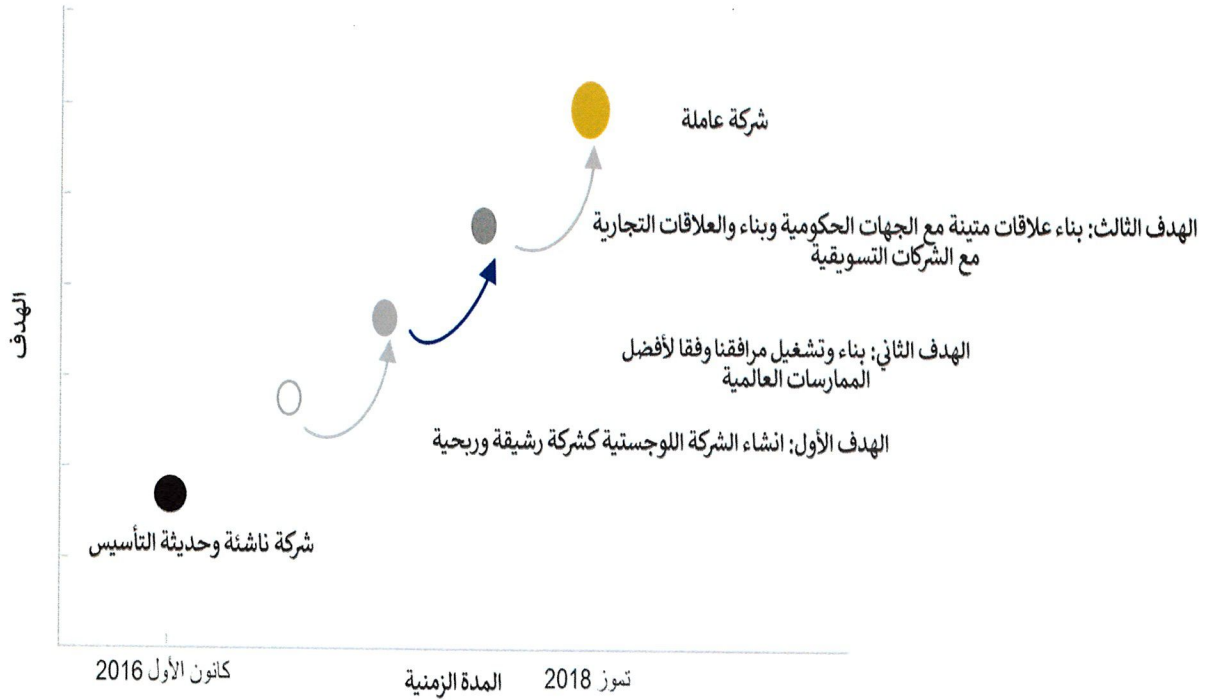 شركة عاملة
الهدف الثالث: بناء علاقات متينة مع الجهات الحكومية وبناء والعلاقات التجارية
مع الشركات التسويقية
الهدف
الهدف الثاني: بناء وتشغيل مرافقنا وفقا لأفضل
الممارسات العالمية
الهدف الأول: انشاء الشركة اللوجستية كشركة رشيقة وربحية
شركة ناشئة وحديثة التأسيس
كانون الأول 2016
المدة الزمنية
تموز 2018